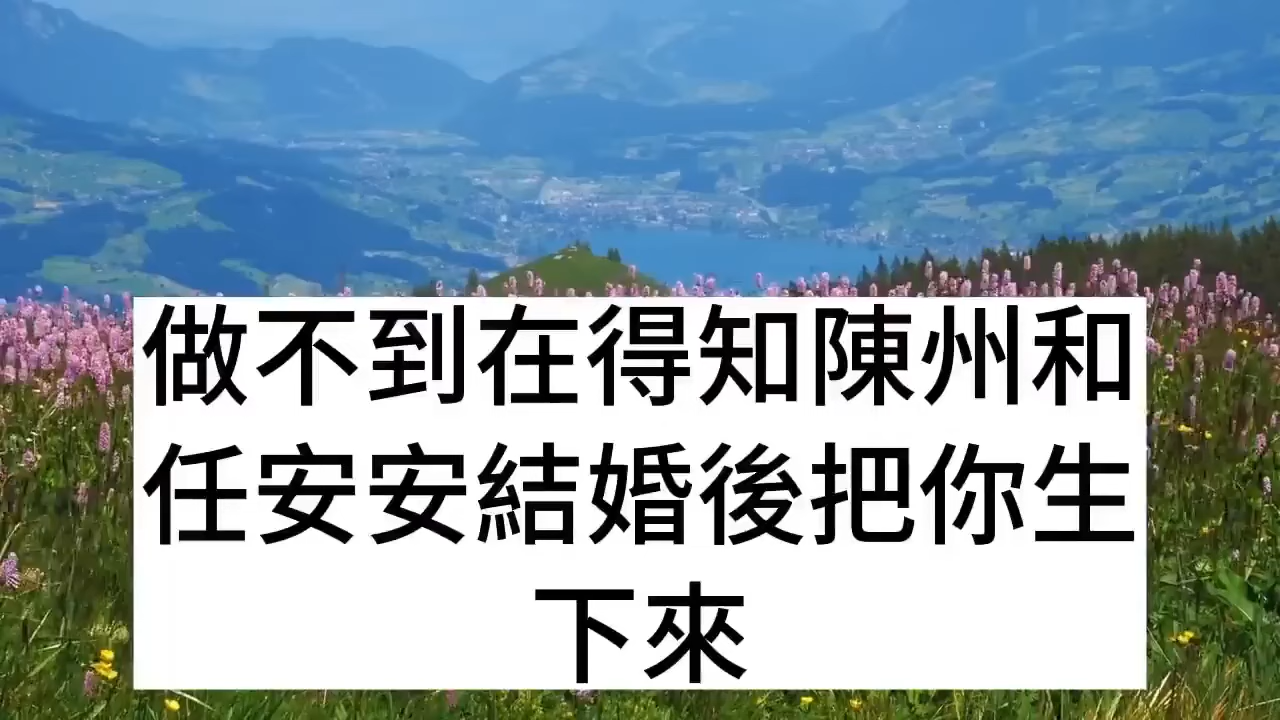 做不到在得知陳州和
任安安結婚後把你生
下來